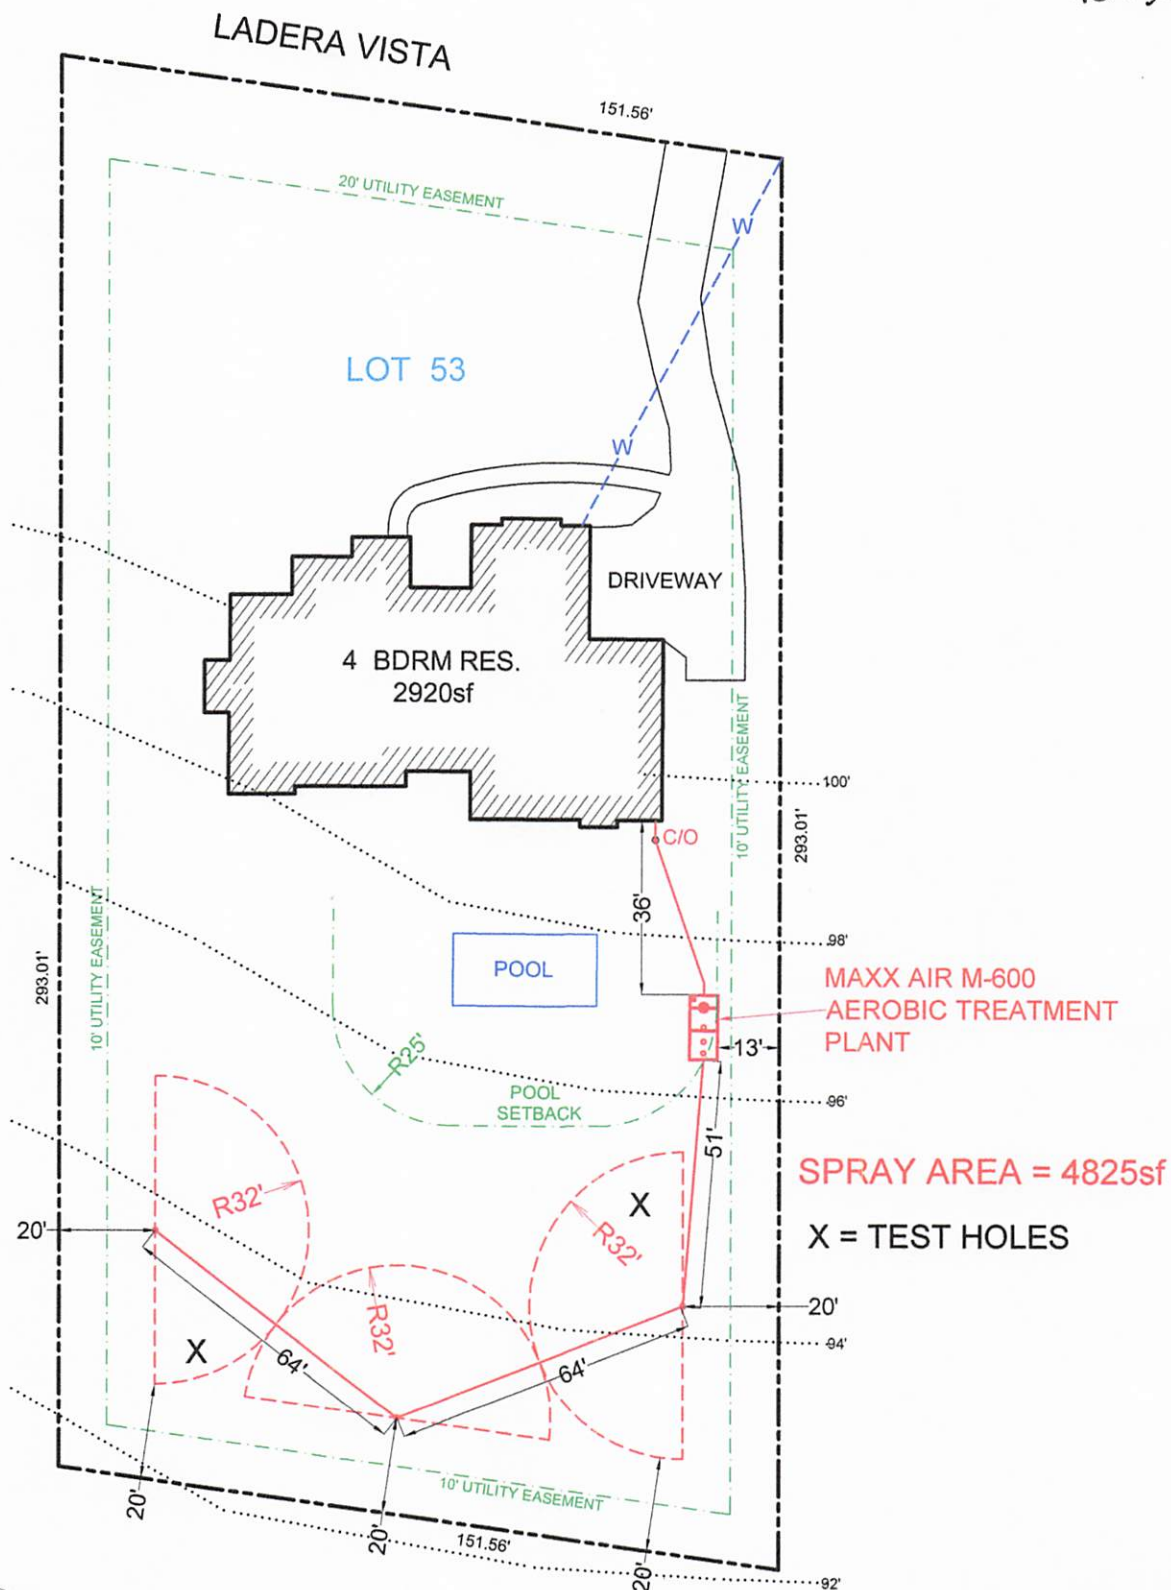 LADERA VISTA
151.56'
20' UTILITY EASEMENT
W
LOT 53
W
DRIVEWAY
4 BDRM RES.
2920sf
10' UTILITY EASEMENT
100'
293.01'
C/O
36'
98'
10' UTILITY EASEMENT
293.01'
POOL
MAXX AIR M-600
AEROBIC TREATMENT
PLANT
13'
R25'
POOL
SETBACK
96'
51'
SPRAY AREA = 4825sf
X = TEST HOLES
R32'
X
R32'
20'
R32'
20'
94'
X
64'
64'
10' UTILITY EASEMENT
20'
20'
151.56'
20'
92'